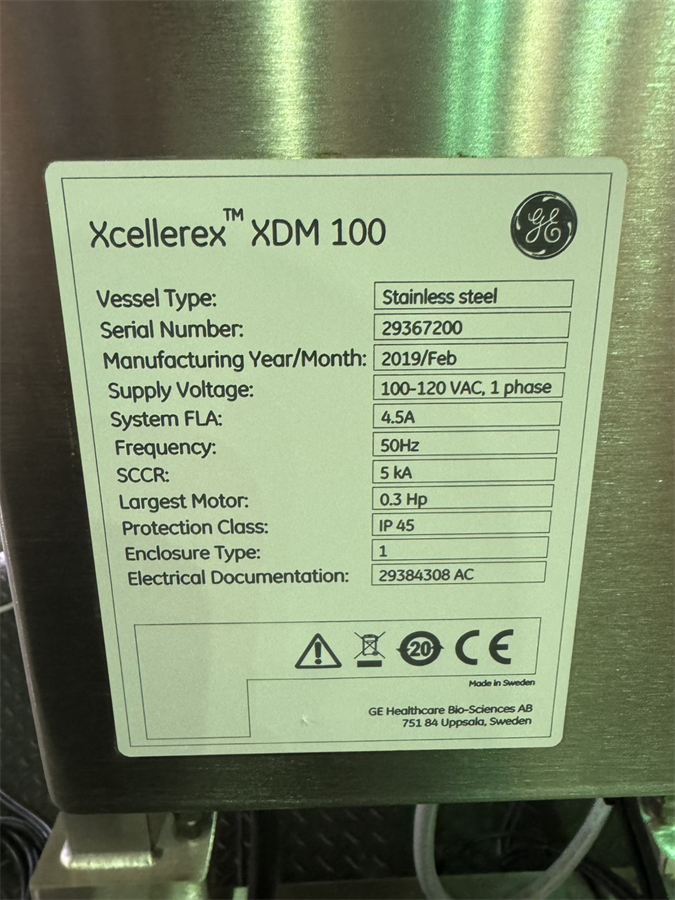 Xcellerex™ XDM 100
GE
Vessel Type: Stainless steel
Serial Number: 29367200
Manufacturing Year/Month: 2019/Feb
Supply Voltage: 100-120 VAC, 1 phase
System FLA: 4.5A
Frequency: 50Hz
SCCR: 5 kA
Largest Motor: 0.3 Hp
Protection Class: IP 45
Enclosure Type: 1
Electrical Documentation: 29384308 AC
20 CE
Made in Sweden
GE Healthcare Bio-Sciences AB
751 84 Uppsala, Sweden